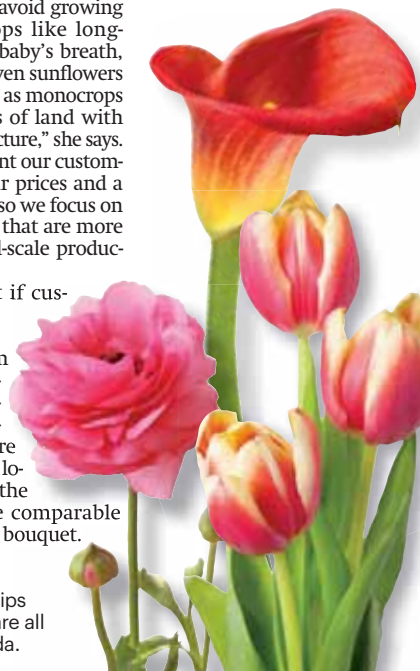 avoid growing
ops like long-
baby's breath,
ven sunflowers
as monocrops
s of land with
cture," she says.
nt our custom-
r prices and a
so we focus on
that are more
l-scale produc-
t if cus-
n
re
lo-
the
e comparable
bouquet.
ips
are all
da.